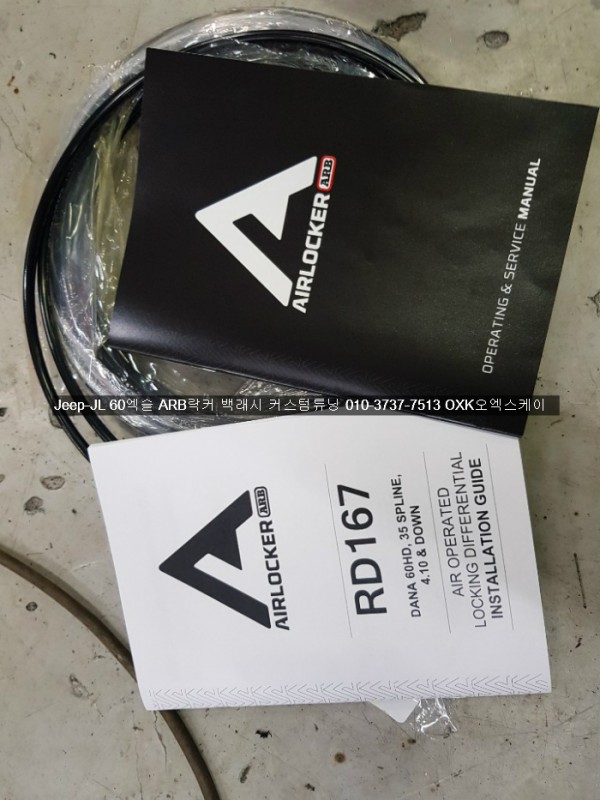 AIRLOCKER ARB
OPERATING & SERVICE MANUAL
Jeep-JL 60엑슬 ARB락커 백래시 커스텀튜닝 010-3737-7513 OXK오엑스케이
AIRLOCKER ARB
RD167
DANA 60HD, 35 SPLINE,
4.10 & DOWN
AIR OPERATED
LOCKING DIFFERENTIAL
INSTALLATION GUIDE